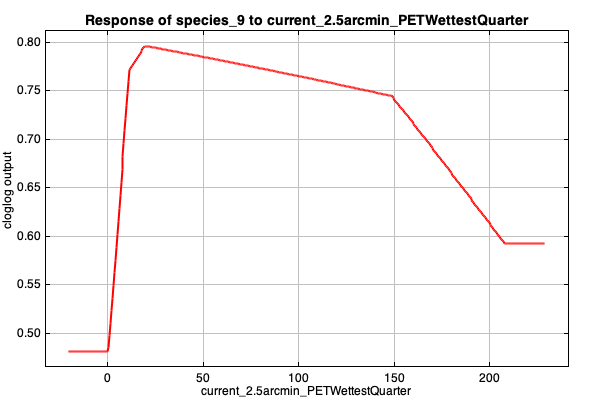 Response of species_9 to current_2.5arcmin_PETWettestQuarter
cloglog output
0.80
0.75
0.70
0.65
0.60
0.55
0.50
0 50 100 150 200
current_2.5arcmin_PETWettestQuarter